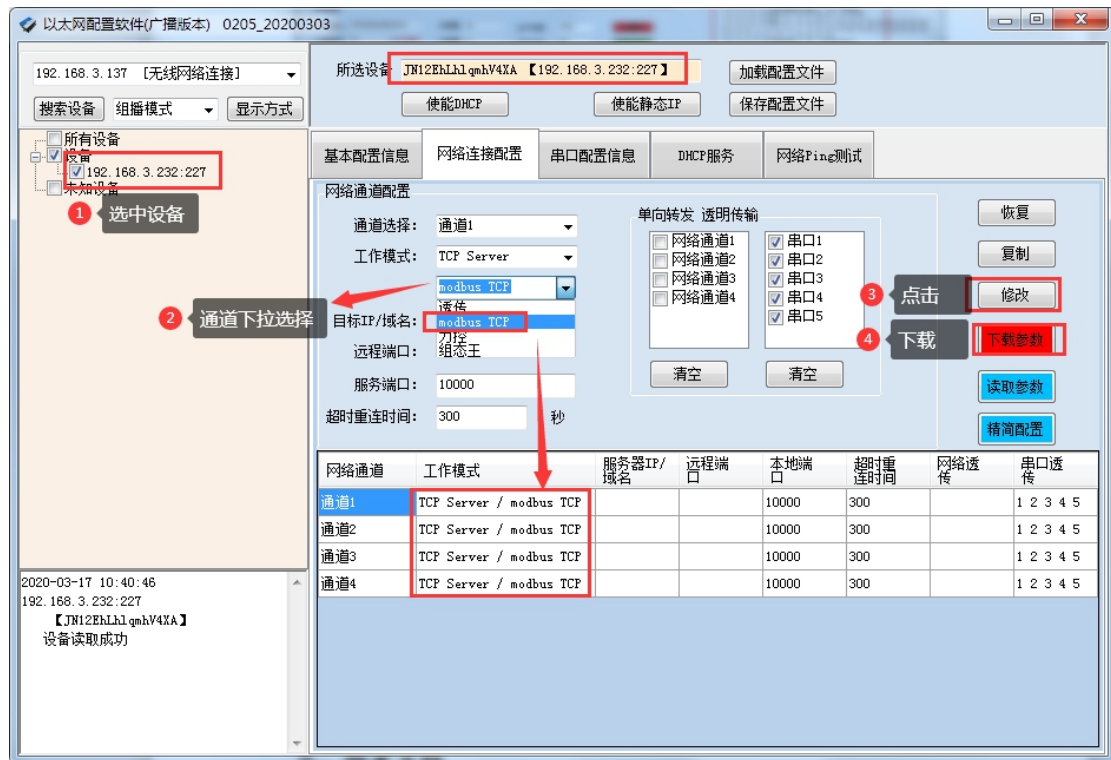 以太网配置软件(广播版本) 0205_20200303
192.168.3.137 [无线网络连接]
搜索设备 组播模式 显示方式
所有设备
设备
192.168.3.232:227
未知设备
1 选中设备
所选设备 JN12EhLhlqmhV4XA 【192.168.3.232:227】 加载配置文件
使能DHCP 使能静态IP 保存配置文件
基本配置信息 网络连接配置 串口配置信息 DHCP服务 网络Ping测试
网络通道配置
通道选择: 通道1
工作模式: TCP Server
modbus TCP
透传
2 通道下拉选择
目标IP/域名: modbus TCP
力控
组态王
远程端口:
服务端口: 10000
超时重连时间: 300 秒
单向转发 透明传输
网络通道1 串口1
网络通道2 串口2
网络通道3 串口3
网络通道4 串口4
串口5
清空 清空
恢复
复制
3 点击 修改
4 下载 下载参数
读取参数
精简配置
网络通道 工作模式 服务器IP/域名 远程端口 本地端口 超时重连时间 网络透传 串口透传
通道1 TCP Server / modbus TCP 10000 300 1 2 3 4 5
通道2 TCP Server / modbus TCP 10000 300 1 2 3 4 5
通道3 TCP Server / modbus TCP 10000 300 1 2 3 4 5
通道4 TCP Server / modbus TCP 10000 300 1 2 3 4 5
2020-03-17 10:40:46
192.168.3.232:227
【JN12EhLhlqmhV4XA】
设备读取成功